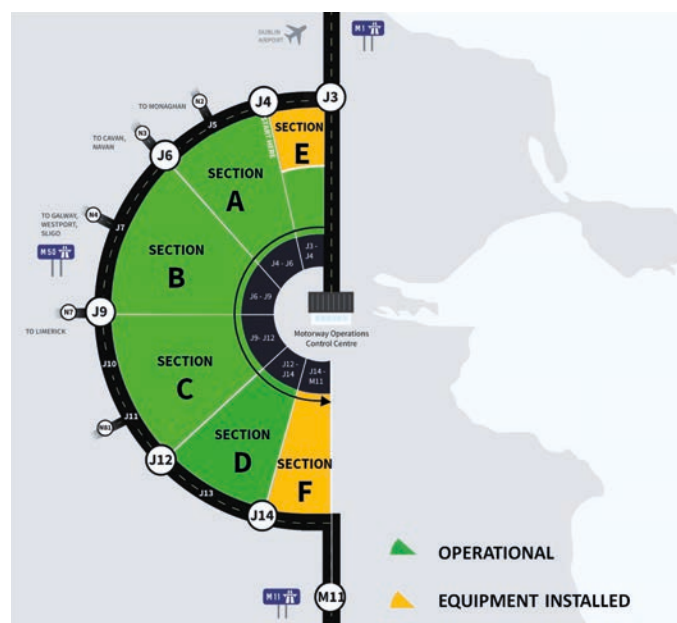 DUBLIN
AIRPORT
M1
J4
J3
N2
TO MONAGHAN
J5
START HERE
SECTION
E
TO CAVAN,
NAVAN
N3
J6
SECTION
A
J3 -
J4
J4 - J6
TO GALWAY,
WESTPORT,
SLIGO
N4
J7
M50
SECTION
B
J6 - J9
N7
J9
TO LIMERICK
Motorway Operations
Control Centre
J9- J12
J10
SECTION
C
J12 -
J14
J14 -
M11
N81
J11
J12
SECTION
D
SECTION
F
J13
J14
OPERATIONAL
M11
M11
EQUIPMENT INSTALLED